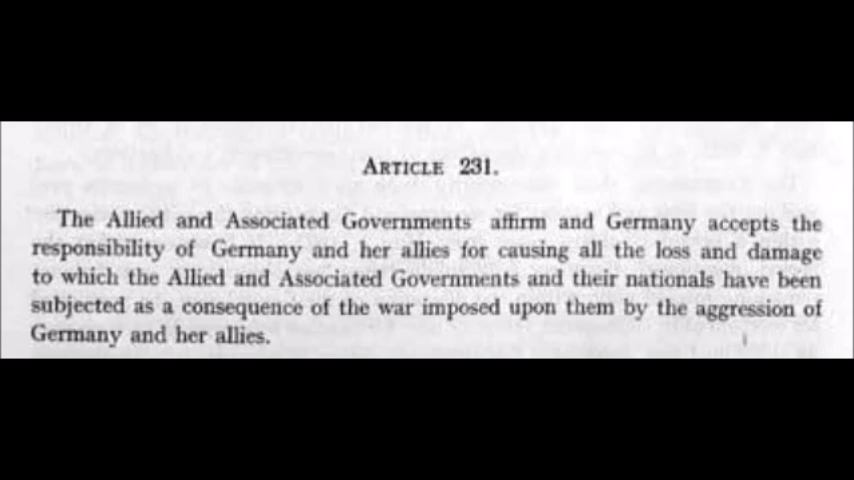 ARTICLE 231.
The Allied and Associated Governments affirm and Germany accepts the
responsibility of Germany and her allies for causing all the loss and damage
to which the Allied and Associated Governments and their nationals have been
subjected as a consequence of the war imposed upon them by the aggression of
Germany and her allies.